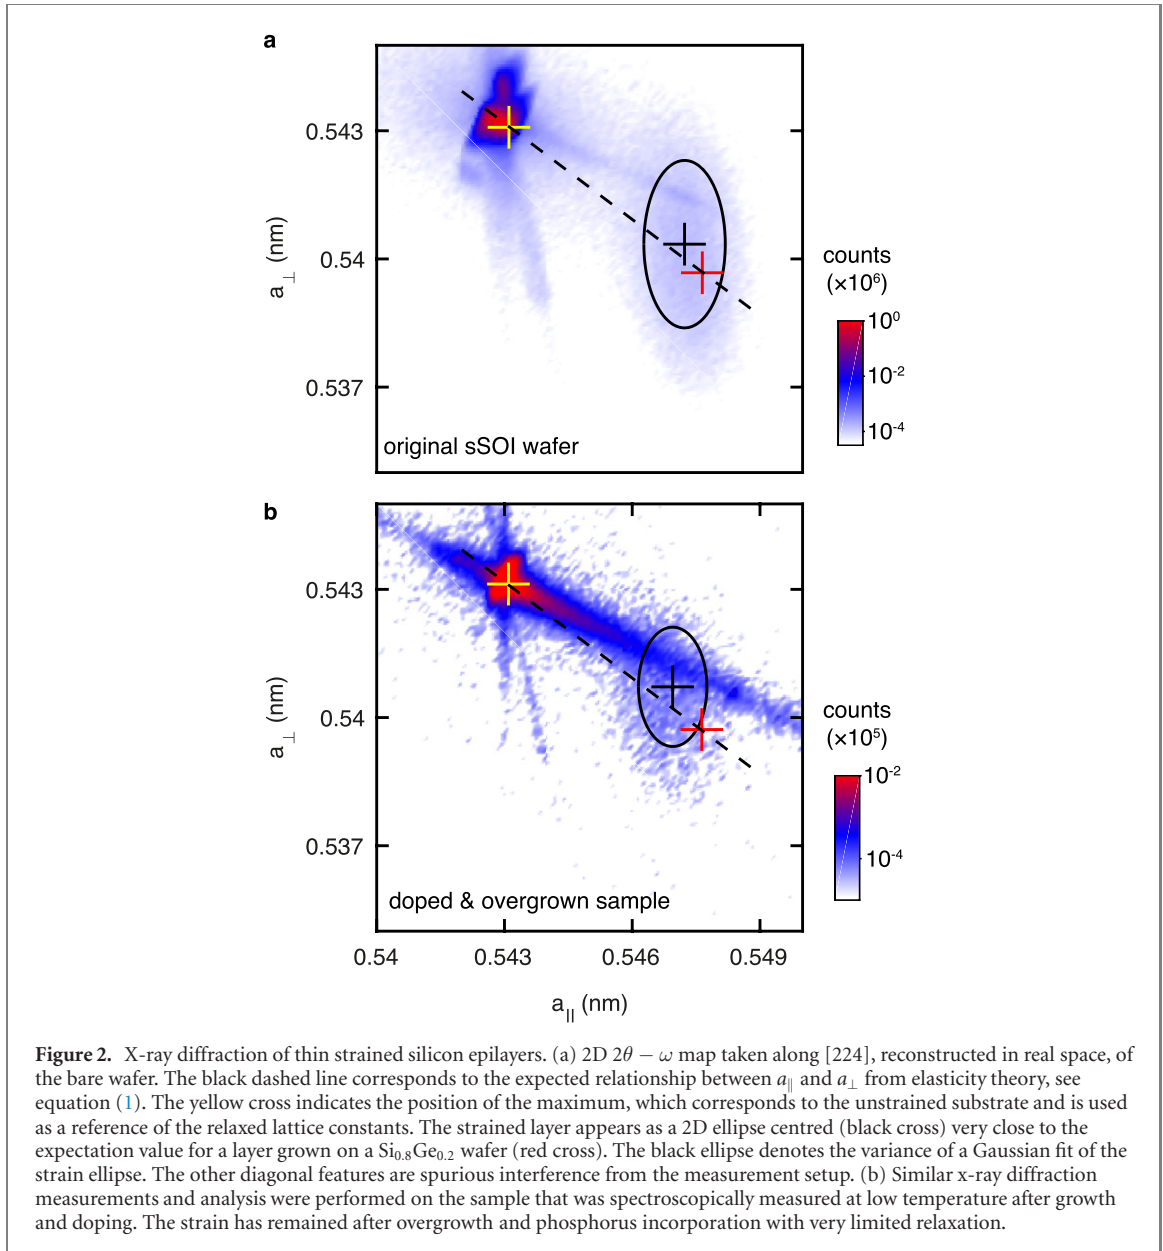 a
0.543
0.54
0.537
a⊥ (nm)
original sSOI wafer
counts
(×10⁶)
10⁰
10⁻²
10⁻⁴
b
0.543
0.54
0.537
a⊥ (nm)
doped & overgrown sample
counts
(×10⁵)
10⁻²
10⁻⁴
0.54 0.543 0.546 0.549
a|| (nm)
Figure 2. X-ray diffraction of thin strained silicon epilayers. (a) 2D 2θ − ω map taken along [224], reconstructed in real space, of
the bare wafer. The black dashed line corresponds to the expected relationship between a∥ and a⊥ from elasticity theory, see
equation (1). The yellow cross indicates the position of the maximum, which corresponds to the unstrained substrate and is used
as a reference of the relaxed lattice constants. The strained layer appears as a 2D ellipse centred (black cross) very close to the
expectation value for a layer grown on a Si₀.₈Ge₀.₂ wafer (red cross). The black ellipse denotes the variance of a Gaussian fit of the
strain ellipse. The other diagonal features are spurious interference from the measurement setup. (b) Similar x-ray diffraction
measurements and analysis were performed on the sample that was spectroscopically measured at low temperature after growth
and doping. The strain has remained after overgrowth and phosphorus incorporation with very limited relaxation.